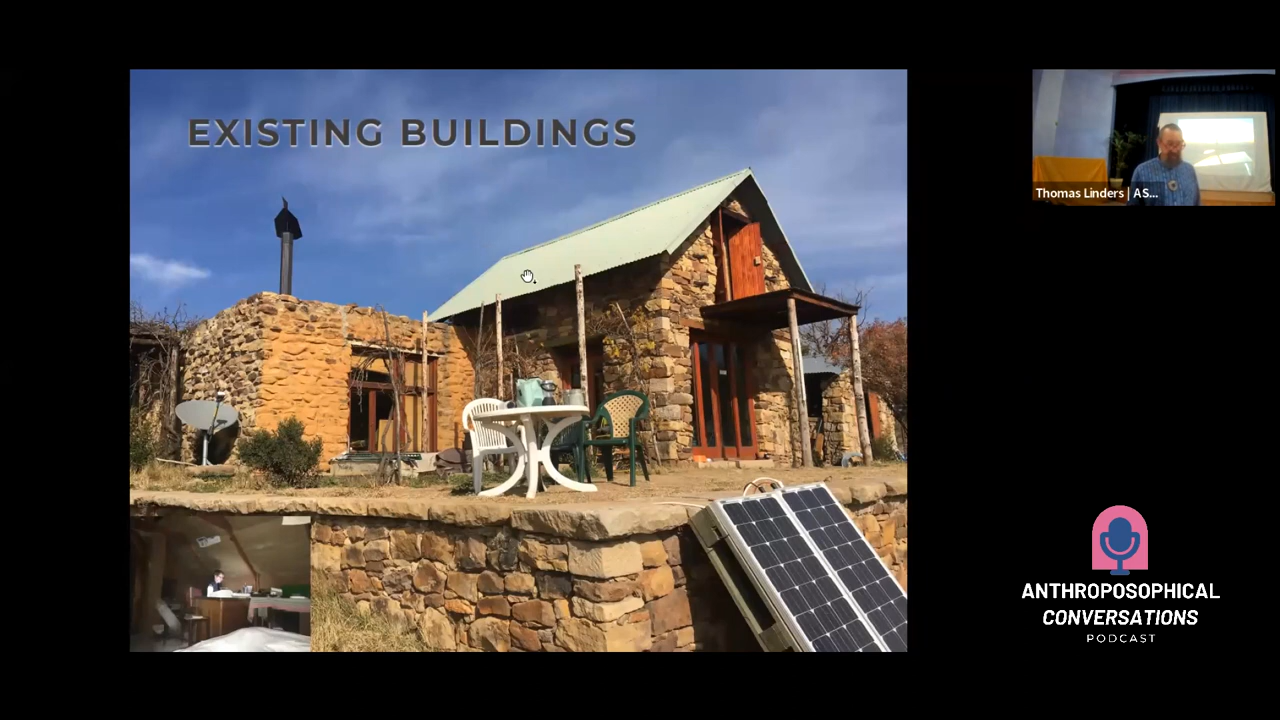 EXISTING BUILDINGS
Thomas Linders | AS...
ANTHROPOSOPHICAL
CONVERSATIONS
PODCAST